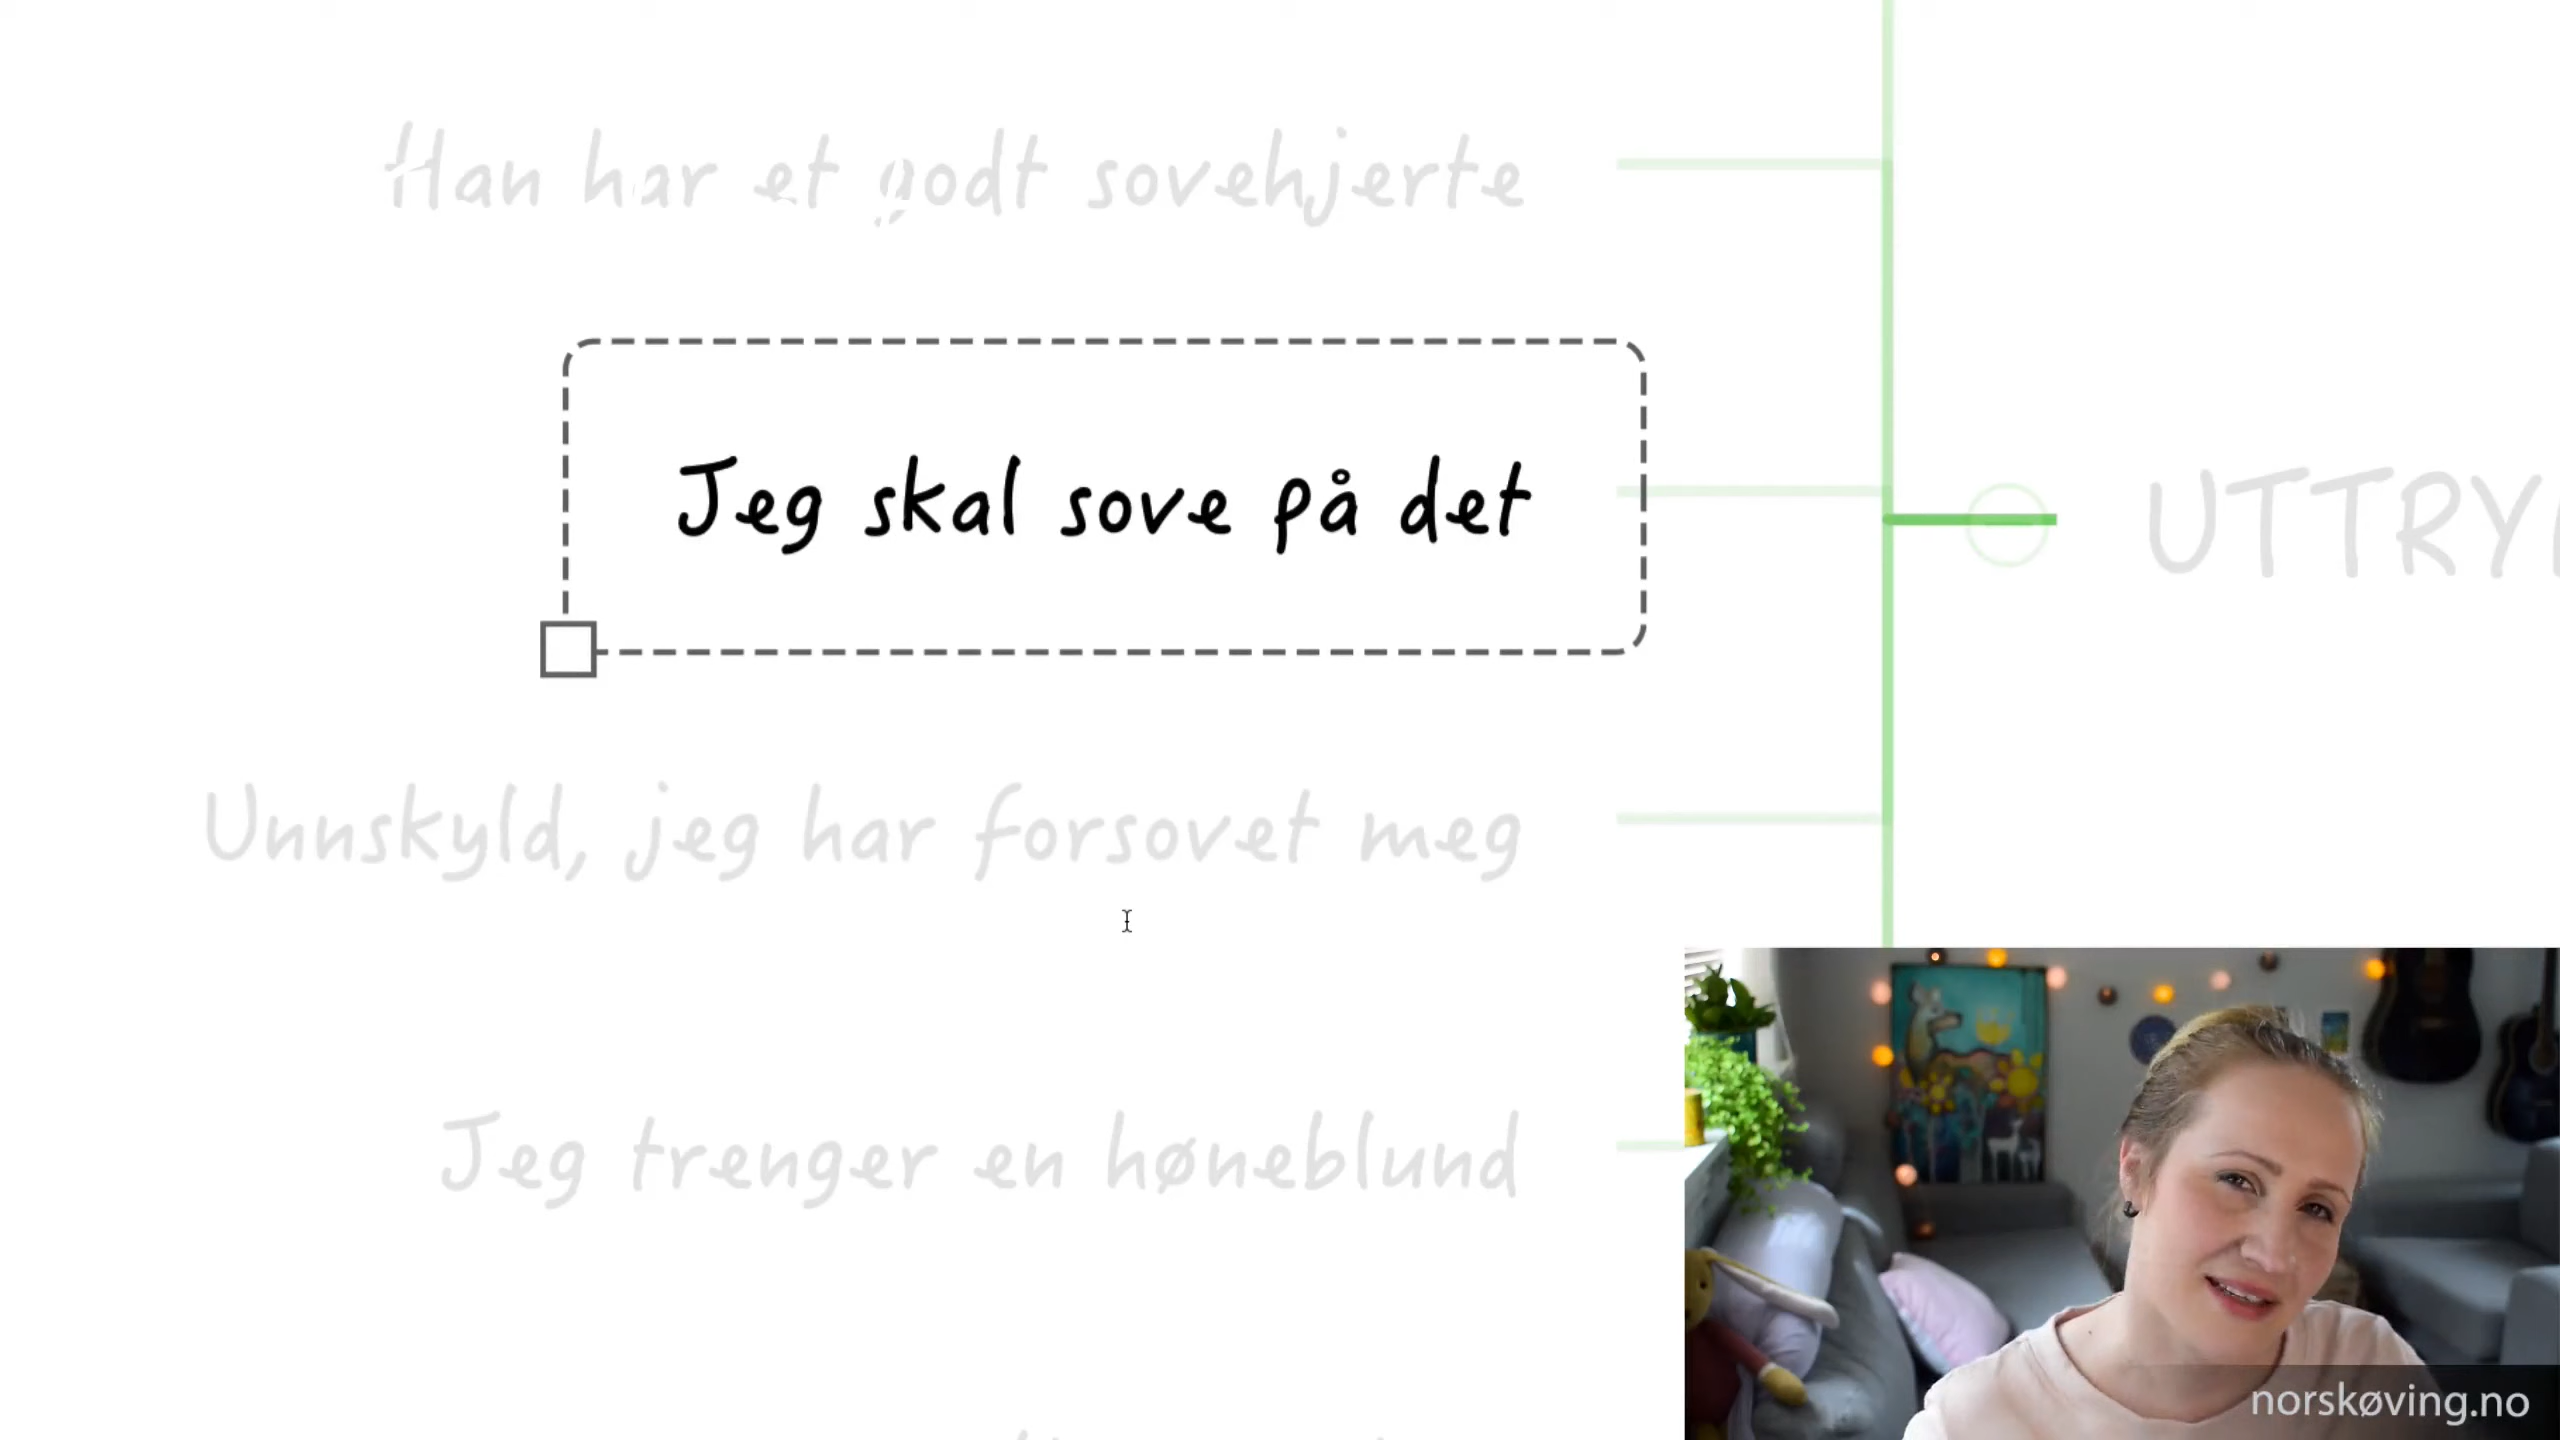 Han har et godt sovehjerte
Jeg skal sove på det
UTTRY
Unnskyld, jeg har forsovet meg
Jeg trenger en høneblund
norskøving.no